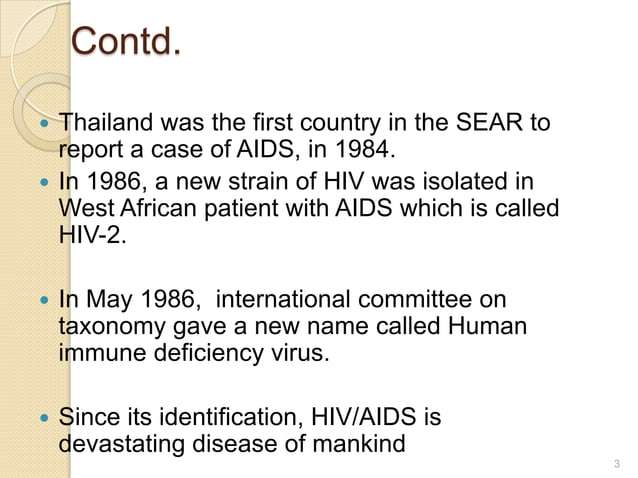 Contd.
• Thailand was the first country in the SEAR to
report a case of AIDS, in 1984.
• In 1986, a new strain of HIV was isolated in
West African patient with AIDS which is called
HIV-2.
• In May 1986,  international committee on
taxonomy gave a new name called Human
immune deficiency virus.
• Since its identification, HIV/AIDS is
devastating disease of mankind
3